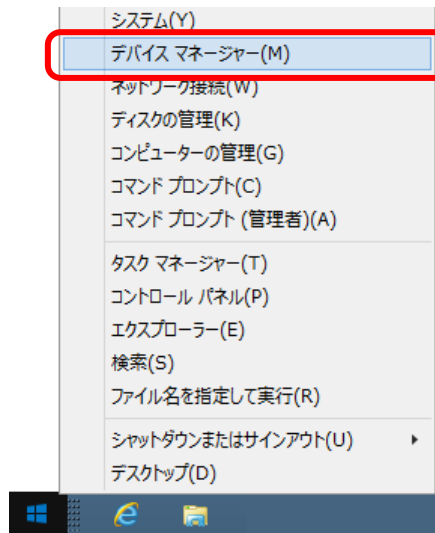 システム(Y)
デバイス マネージャー(M)
ネットワーク接続(W)
ディスクの管理(K)
コンピューターの管理(G)
コマンド プロンプト(C)
コマンド プロンプト (管理者)(A)
タスク マネージャー(T)
コントロール パネル(P)
エクスプローラー(E)
検索(S)
ファイル名を指定して実行(R)
シャットダウンまたはサインアウト(U)
デスクトップ(D)